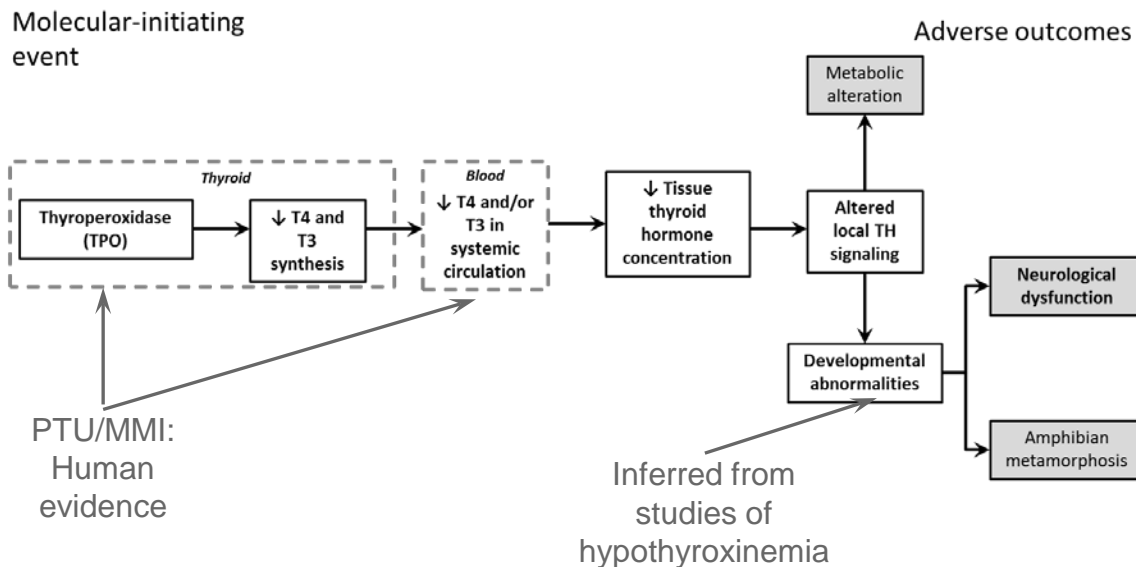 Molecular-initiating
event
Adverse outcomes
Metabolic
alteration
Thyroid
Thyroperoxidase
(TPO)
↓ T4 and
T3
synthesis
Blood
↓ T4 and/or
T3 in
systemic
circulation
↓ Tissue
thyroid
hormone
concentration
Altered
local TH
signaling
Neurological
dysfunction
Developmental
abnormalities
Amphibian
metamorphosis
PTU/MMI:
Human
evidence
Inferred from
studies of
hypothyroxinemia